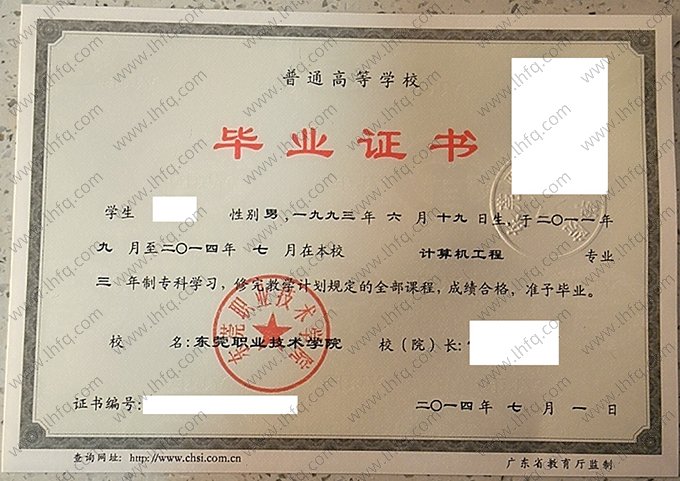 普通高等学校
毕业证书
学生 性别 男，一九九三年 六 月 十九 日生，于二〇一一年
九 月至二〇一四年 七 月在本校 计算机工程 专业
三 年制专科学习，修完教学计划规定的全部课程，成绩合格，准予毕业。
校 名：东莞职业技术学院 校（院）长：
东莞职业技术学院
证书编号： 二〇一四年 七 月 一 日
查询网址：http://www.chsi.com.cn 广东省教育厅监制
www.lhfq.com